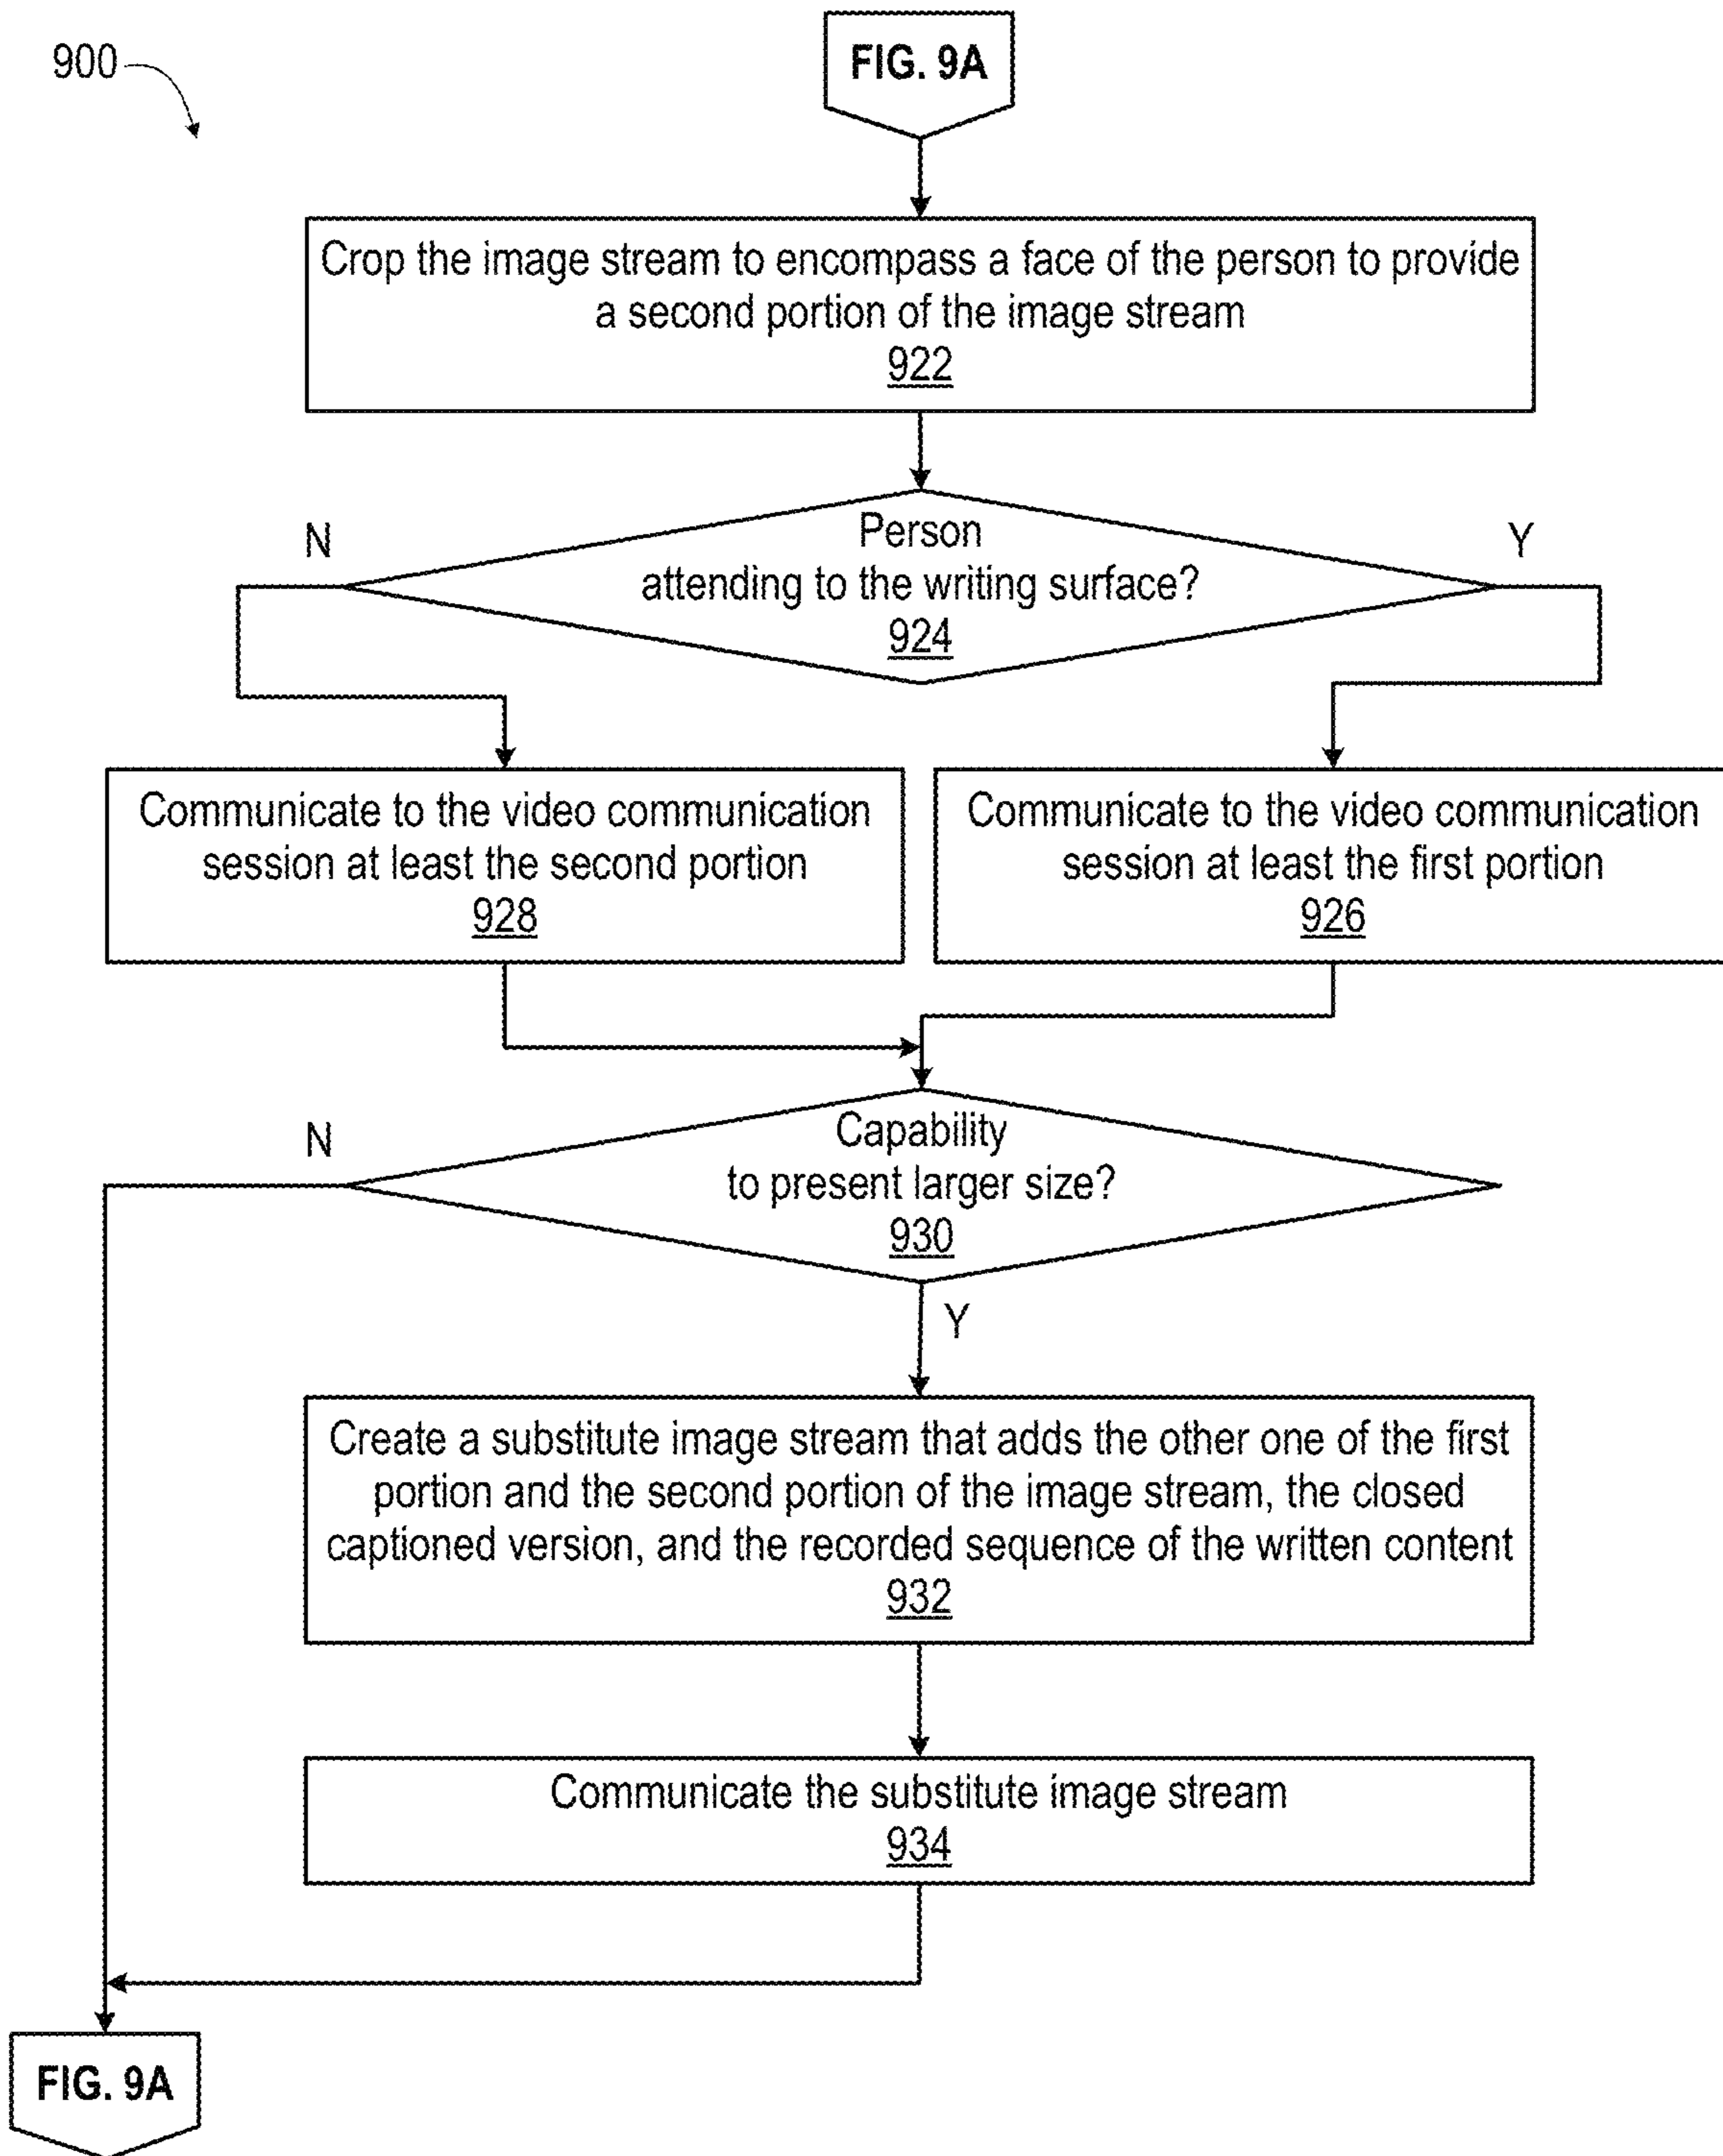 900
FIG. 9A
Crop the image stream to encompass a face of the person to provide
a second portion of the image stream
922
N
Person
Y
attending to the writing surface?
924
Communicate to the video communication
session at least the second portion
928
Communicate to the video communication
session at least the first portion
926
N
Capability
to present larger size?
930
Y
Create a substitute image stream that adds the other one of the first
portion and the second portion of the image stream, the closed
captioned version, and the recorded sequence of the written content
932
Communicate the substitute image stream
934
FIG. 9A